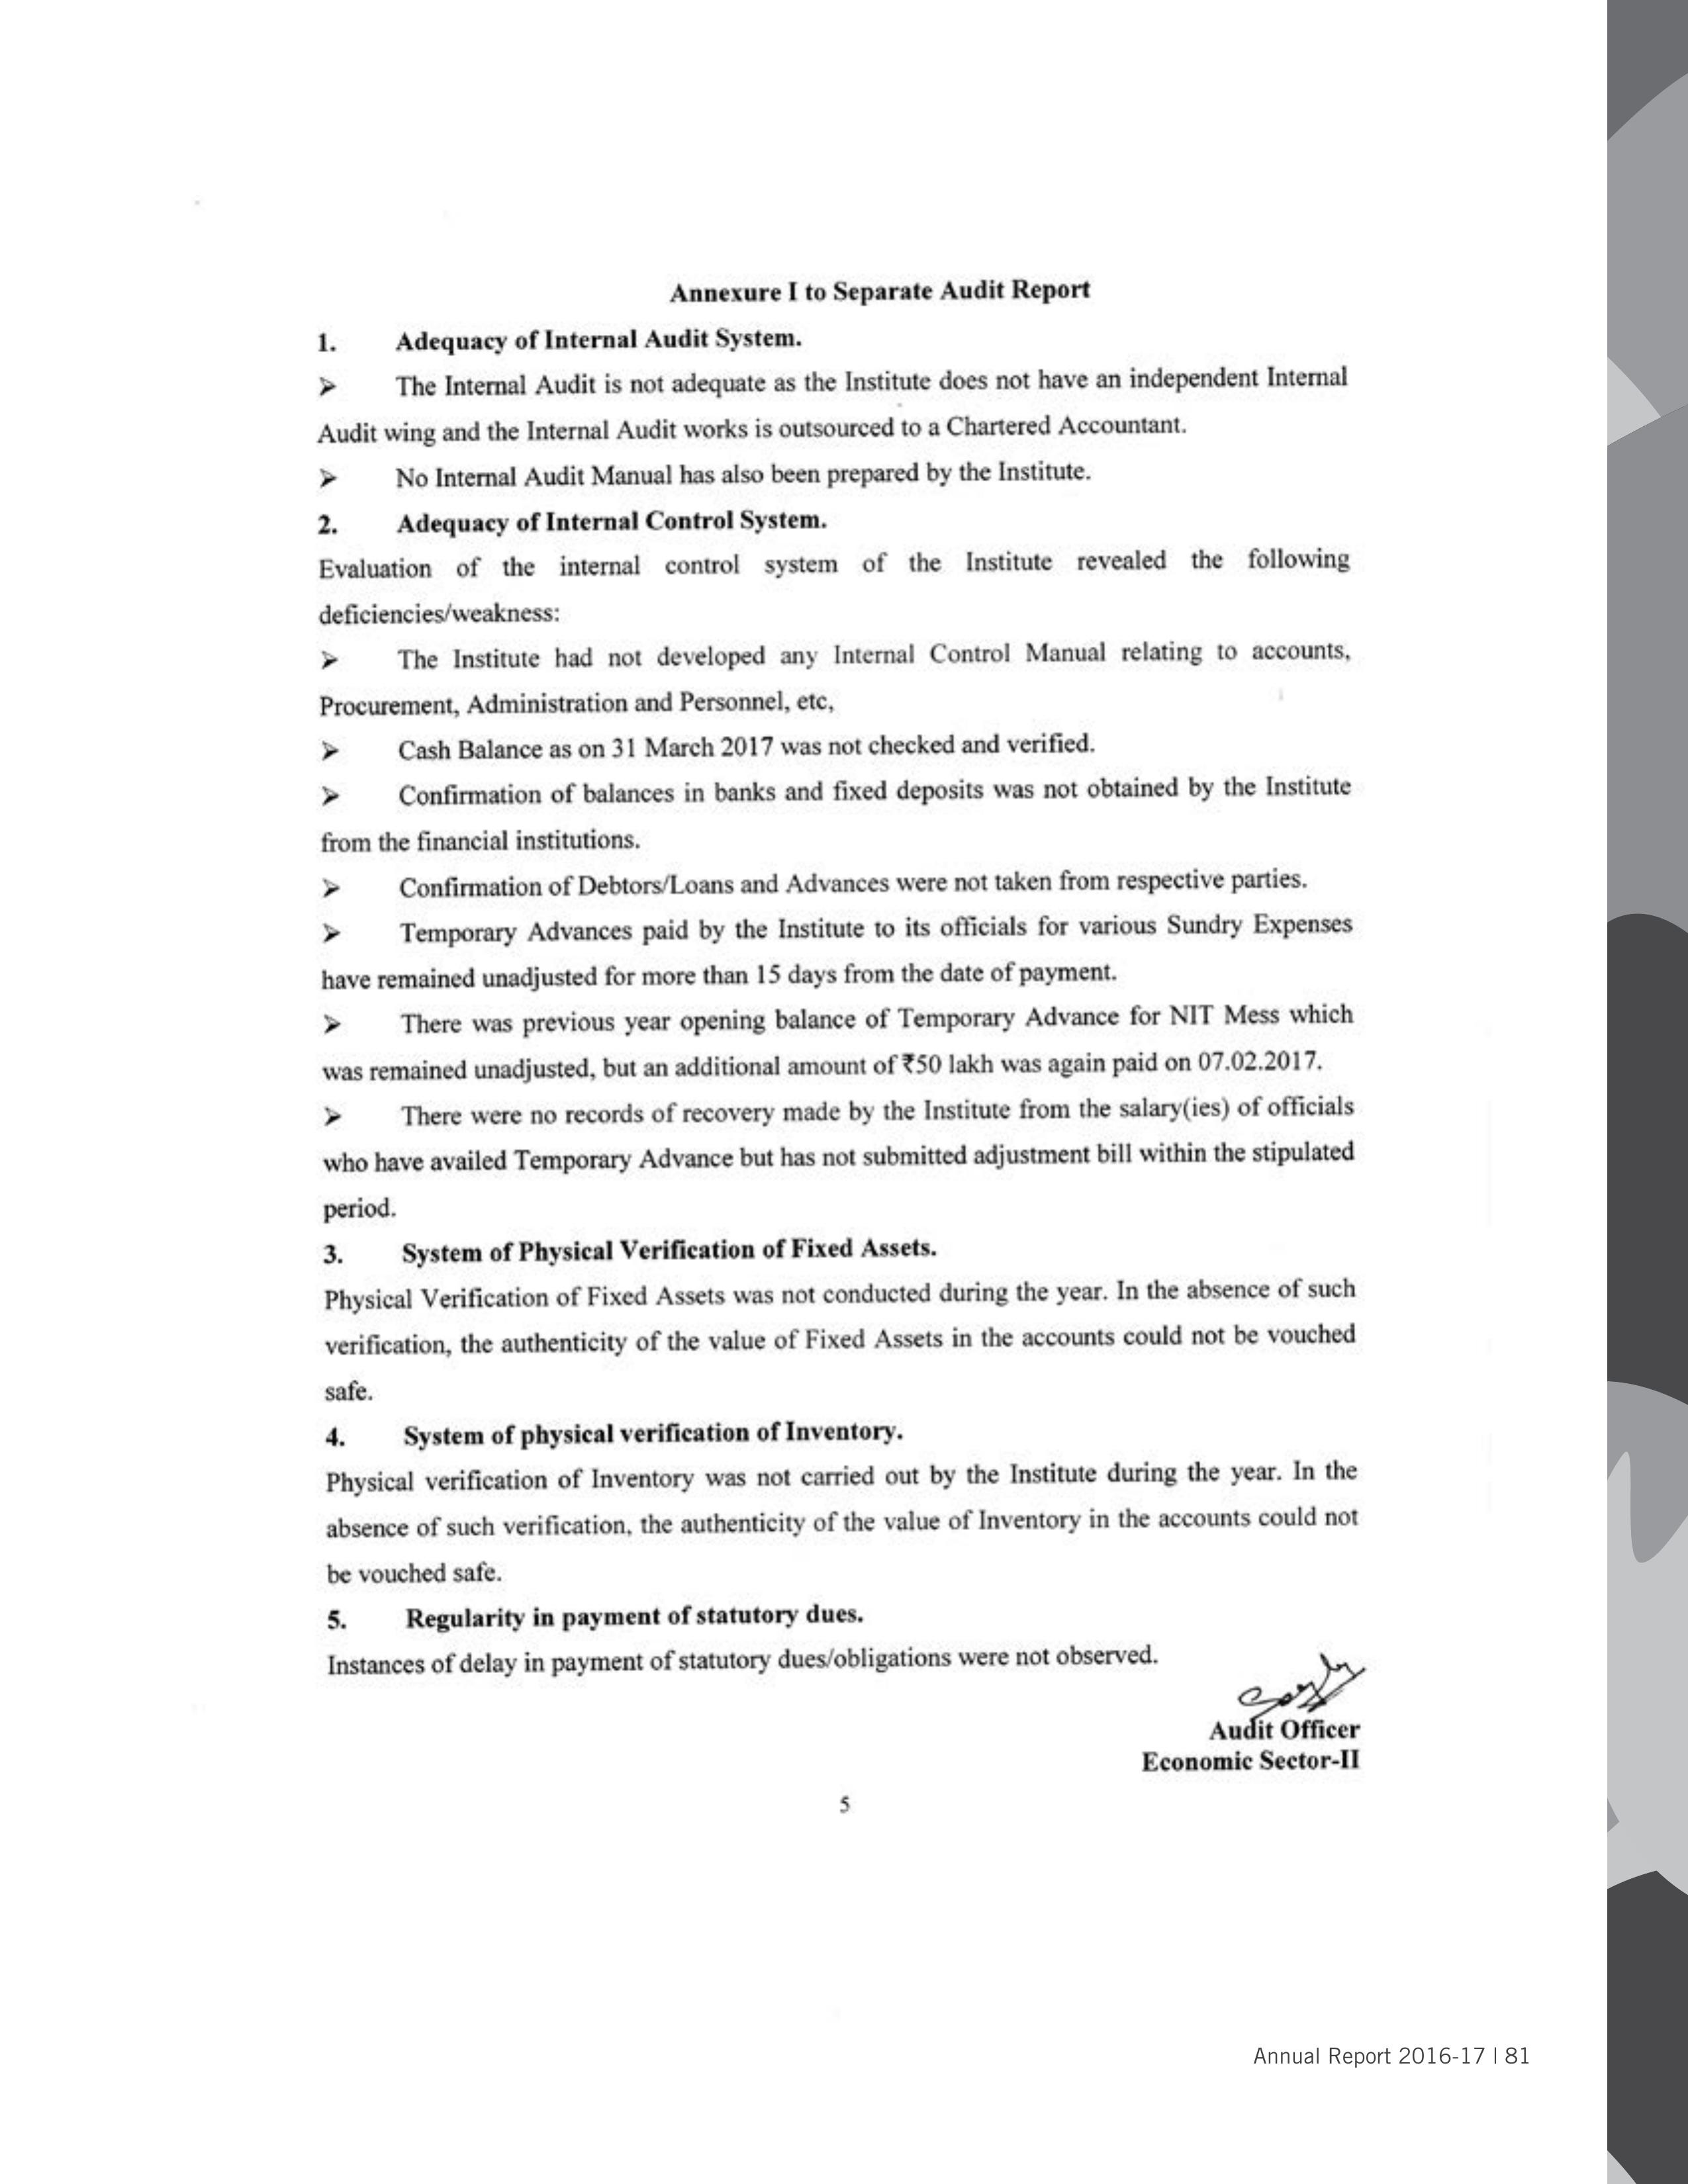 Annexure I to Separate Audit Report
1. Adequacy of Internal Audit System.
➢ The Internal Audit is not adequate as the Institute does not have an independent Internal
Audit wing and the Internal Audit works is outsourced to a Chartered Accountant.
➢ No Internal Audit Manual has also been prepared by the Institute.
2. Adequacy of Internal Control System.
Evaluation of the internal control system of the Institute revealed the following
deficiencies/weakness:
➢ The Institute had not developed any Internal Control Manual relating to accounts,
Procurement, Administration and Personnel, etc,
➢ Cash Balance as on 31 March 2017 was not checked and verified.
➢ Confirmation of balances in banks and fixed deposits was not obtained by the Institute
from the financial institutions.
➢ Confirmation of Debtors/Loans and Advances were not taken from respective parties.
➢ Temporary Advances paid by the Institute to its officials for various Sundry Expenses
have remained unadjusted for more than 15 days from the date of payment.
➢ There was previous year opening balance of Temporary Advance for NIT Mess which
was remained unadjusted, but an additional amount of ₹50 lakh was again paid on 07.02.2017.
➢ There were no records of recovery made by the Institute from the salary(ies) of officials
who have availed Temporary Advance but has not submitted adjustment bill within the stipulated
period.
3. System of Physical Verification of Fixed Assets.
Physical Verification of Fixed Assets was not conducted during the year. In the absence of such
verification, the authenticity of the value of Fixed Assets in the accounts could not be vouched
safe.
4. System of physical verification of Inventory.
Physical verification of Inventory was not carried out by the Institute during the year. In the
absence of such verification, the authenticity of the value of Inventory in the accounts could not
be vouched safe.
5. Regularity in payment of statutory dues.
Instances of delay in payment of statutory dues/obligations were not observed.
Audit Officer
Economic Sector-II
5
Annual Report 2016-17 | 81